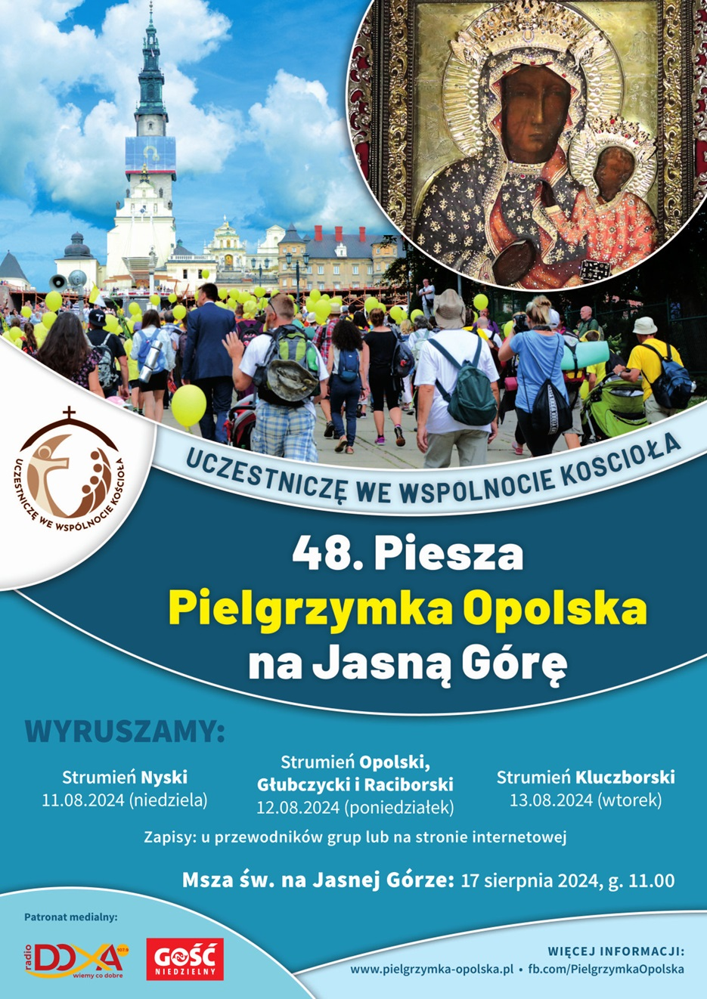 UCZESTNICZĘ WE WSPÓLNOCIE KOŚCIOŁA
UCZESTNICZĘ WE WSPÓLNOCIE KOŚCIOŁA
48. Piesza
Pielgrzymka Opolska
na Jasną Górę
WYRUSZAMY:
Strumień Nyski
11.08.2024 (niedziela)
Strumień Opolski,
Głubczycki i Raciborski
12.08.2024 (poniedziałek)
Strumień Kluczborski
13.08.2024 (wtorek)
Zapisy: u przewodników grup lub na stronie internetowej
Msza św. na Jasnej Górze: 17 sierpnia 2024, g. 11.00
Patronat medialny:
radio DOXA 107.9
wiemy co dobre
GOŚĆ
NIEDZIELNY
WIĘCEJ INFORMACJI:
www.pielgrzymka-opolska.pl • fb.com/PielgrzymkaOpolska